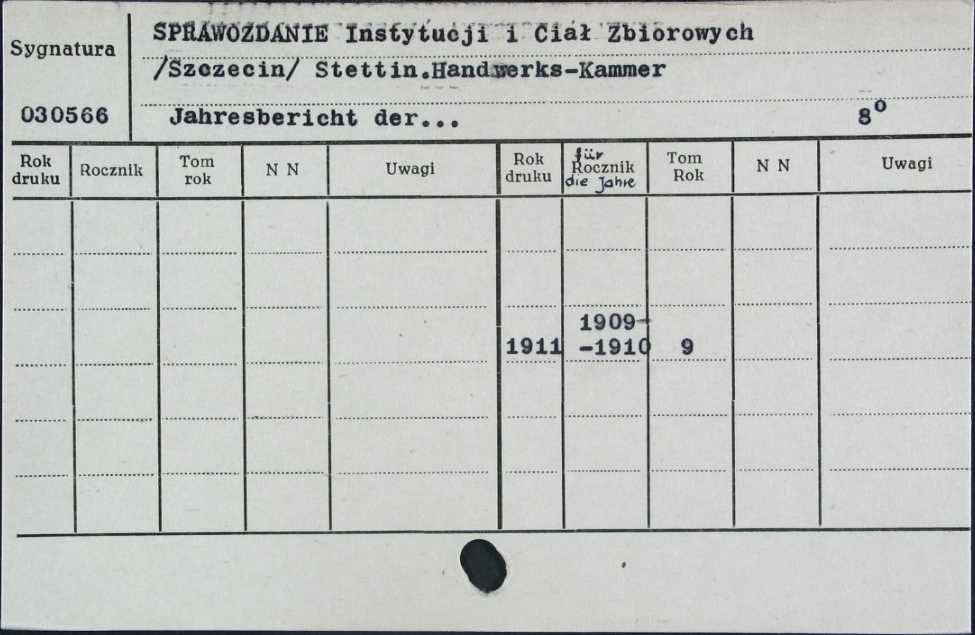 Sygnatura
030566
SPRAWOZDANIE Instytucji i Ciał Zbiorowych
/Szczecin/ Stettin.Handwerks-Kammer
Jahresbericht der... 8⁰
Rok druku Rocznik Tom rok N N Uwagi Rok druku für Rocznik die Jahre Tom Rok N N Uwagi
1909-
1911 -1910 9